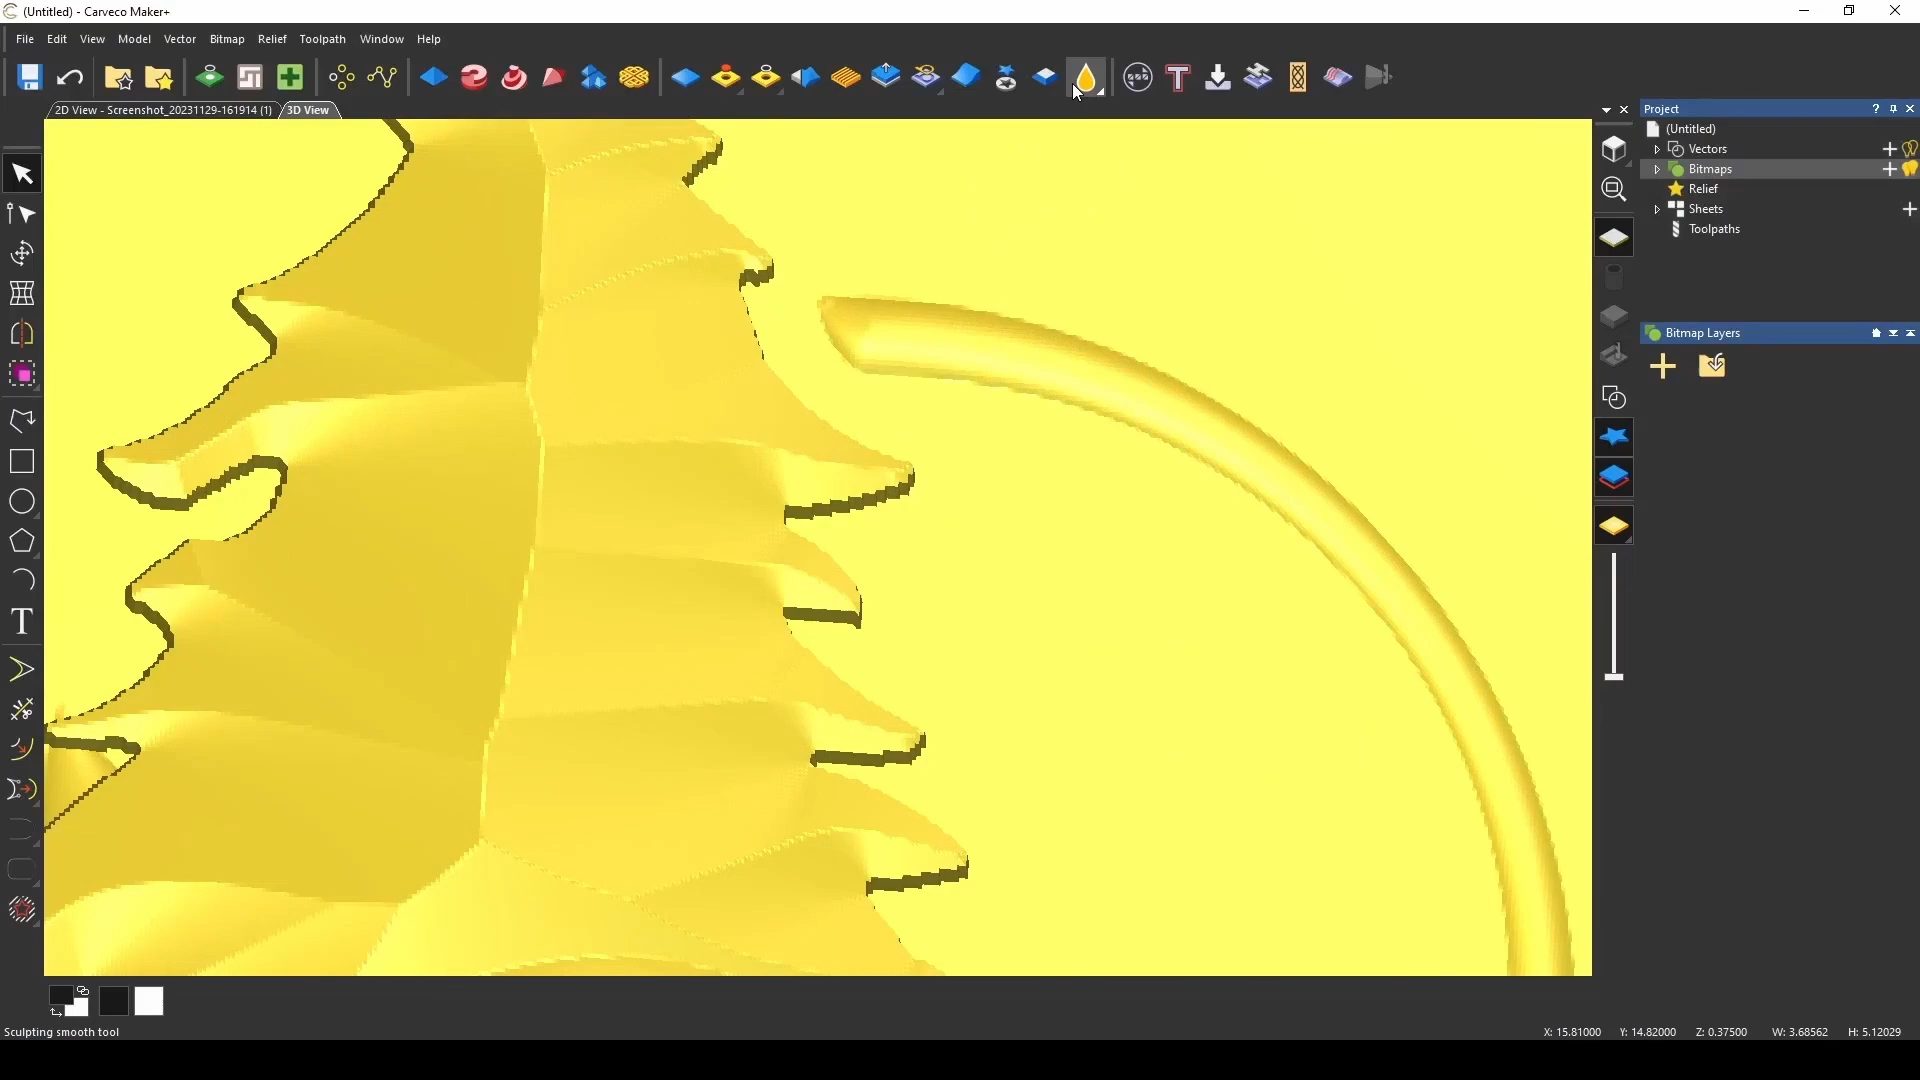 (Untitled) - Carveco Maker+
File Edit View Model Vector Bitmap Relief Toolpath Window Help
2D View - Screenshot_20231129-161914 (1) 3D View
Project
(Untitled)
Vectors
Bitmaps
Relief
Sheets
Toolpaths
Bitmap Layers
Sculpting smooth tool
X: 15.81000 Y: 14.82000 Z: 0.37500 W: 3.68562 H: 5.12029